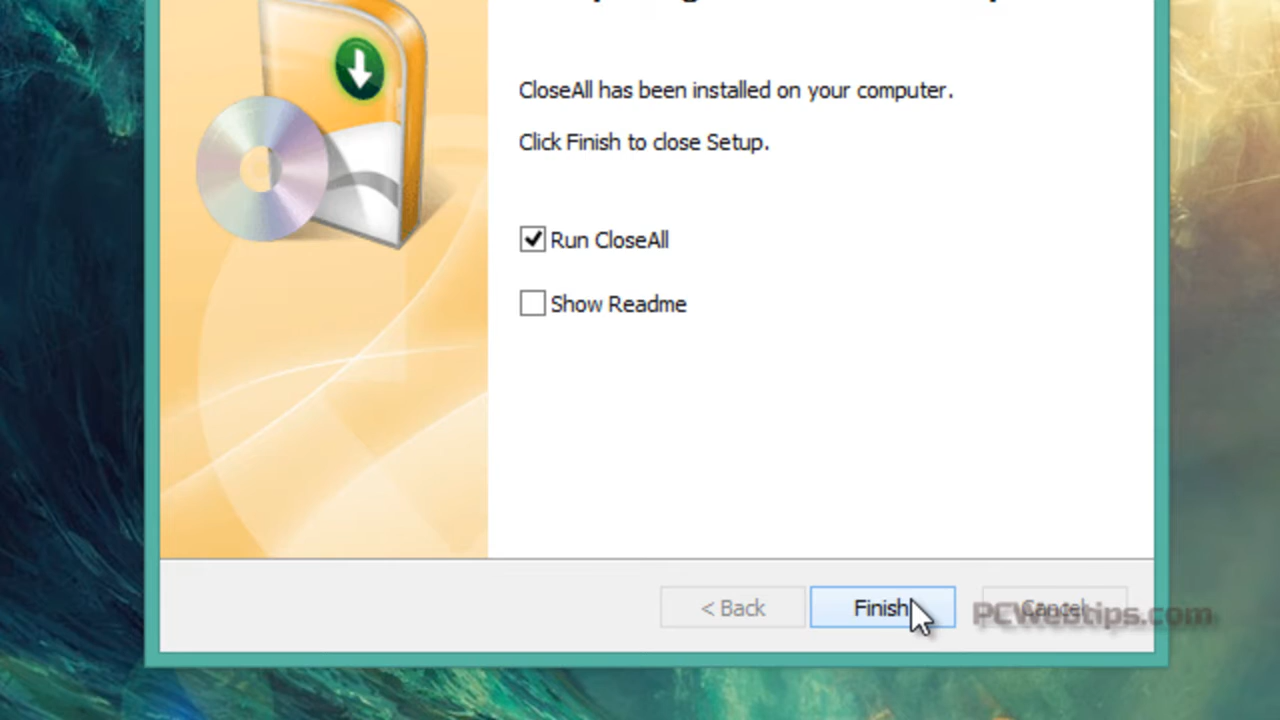 CloseAll has been installed on your computer.
Click Finish to close Setup.
Run CloseAll
Show Readme
< Back
Finish
Cancel
PCWebtips.com